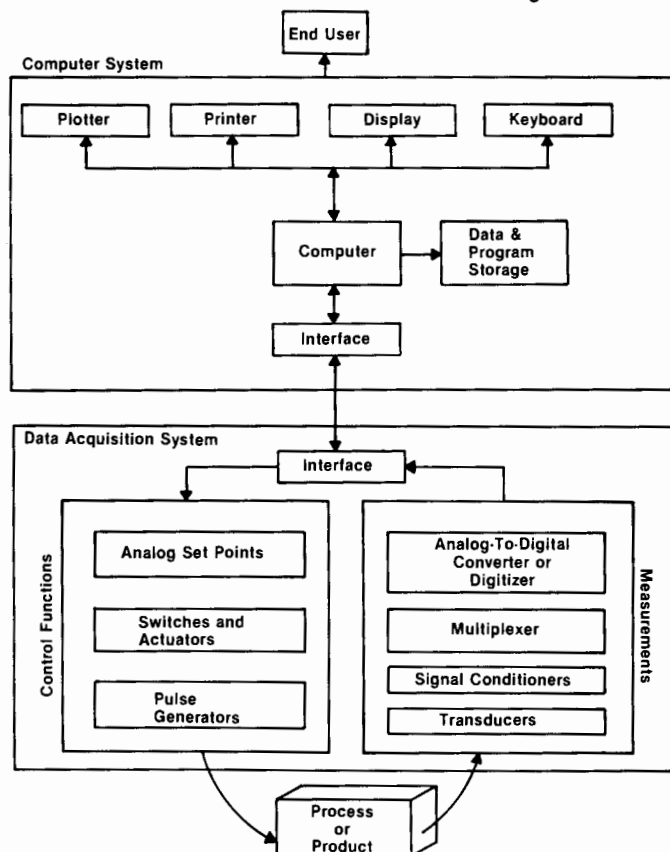 End User
Computer System
Plotter
Printer
Display
Keyboard
Computer
Data &
Program
Storage
Interface
Data Acquisition System
Interface
Control Functions
Analog Set Points
Switches and
Actuators
Pulse
Generators
Analog-To-Digital
Converter or
Digitizer
Multiplexer
Signal Conditioners
Transducers
Measurements
Process
or
Product